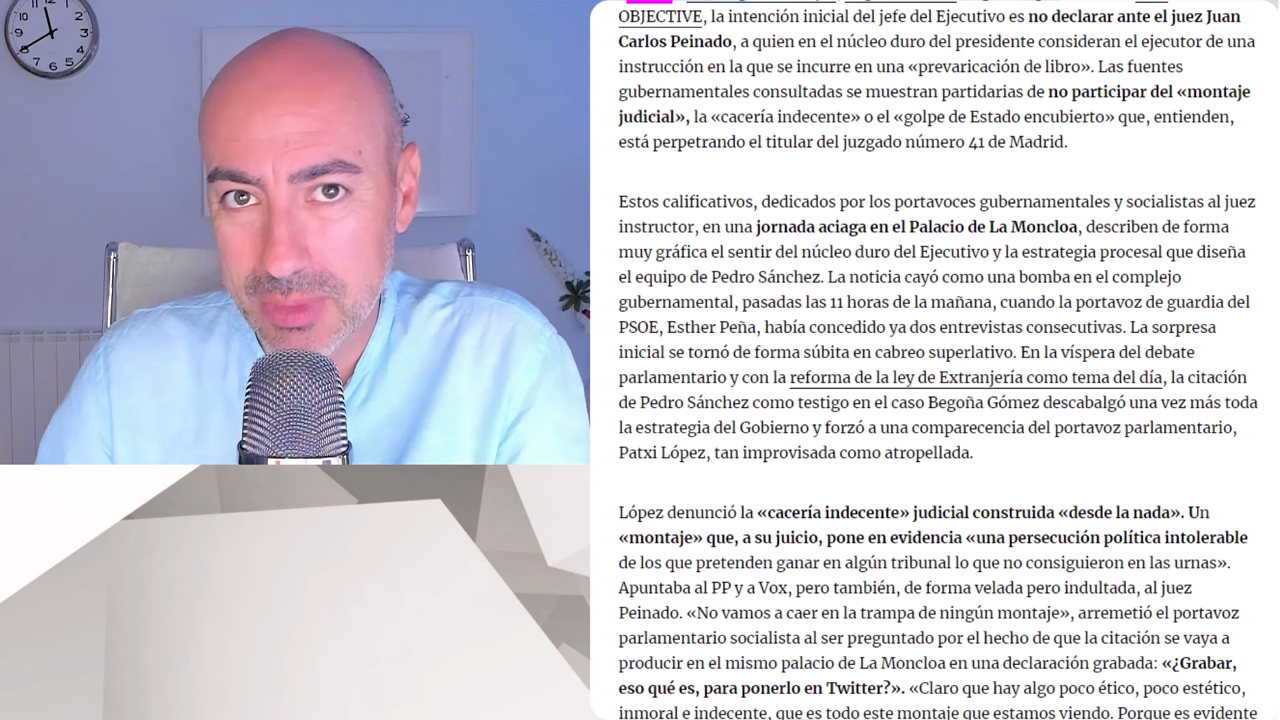 11 12 1
10 2
9 3
8 4
7 6 5
OBJECTIVE, la intención inicial del jefe del Ejecutivo es no declarar ante el juez Juan
Carlos Peinado, a quien en el núcleo duro del presidente consideran el ejecutor de una
instrucción en la que se incurre en una «prevaricación de libro». Las fuentes
gubernamentales consultadas se muestran partidarias de no participar del «montaje
judicial», la «cacería indecente» o el «golpe de Estado encubierto» que, entienden,
está perpetrando el titular del juzgado número 41 de Madrid.
Estos calificativos, dedicados por los portavoces gubernamentales y socialistas al juez
instructor, en una jornada aciaga en el Palacio de La Moncloa, describen de forma
muy gráfica el sentir del núcleo duro del Ejecutivo y la estrategia procesal que diseña
el equipo de Pedro Sánchez. La noticia cayó como una bomba en el complejo
gubernamental, pasadas las 11 horas de la mañana, cuando la portavoz de guardia del
PSOE, Esther Peña, había concedido ya dos entrevistas consecutivas. La sorpresa
inicial se tornó de forma súbita en cabreo superlativo. En la víspera del debate
parlamentario y con la reforma de la ley de Extranjería como tema del día, la citación
de Pedro Sánchez como testigo en el caso Begoña Gómez descabalgó una vez más toda
la estrategia del Gobierno y forzó a una comparecencia del portavoz parlamentario,
Patxi López, tan improvisada como atropellada.
López denunció la «cacería indecente» judicial construida «desde la nada». Un
«montaje» que, a su juicio, pone en evidencia «una persecución política intolerable
de los que pretenden ganar en algún tribunal lo que no consiguieron en las urnas».
Apuntaba al PP y a Vox, pero también, de forma velada pero indultada, al juez
Peinado. «No vamos a caer en la trampa de ningún montaje», arremetió el portavoz
parlamentario socialista al ser preguntado por el hecho de que la citación se vaya a
producir en el mismo palacio de La Moncloa en una declaración grabada: «¿Grabar,
eso qué es, para ponerlo en Twitter?». «Claro que hay algo poco ético, poco estético,
inmoral e indecente, que es todo este montaje que estamos viendo. Porque es evidente